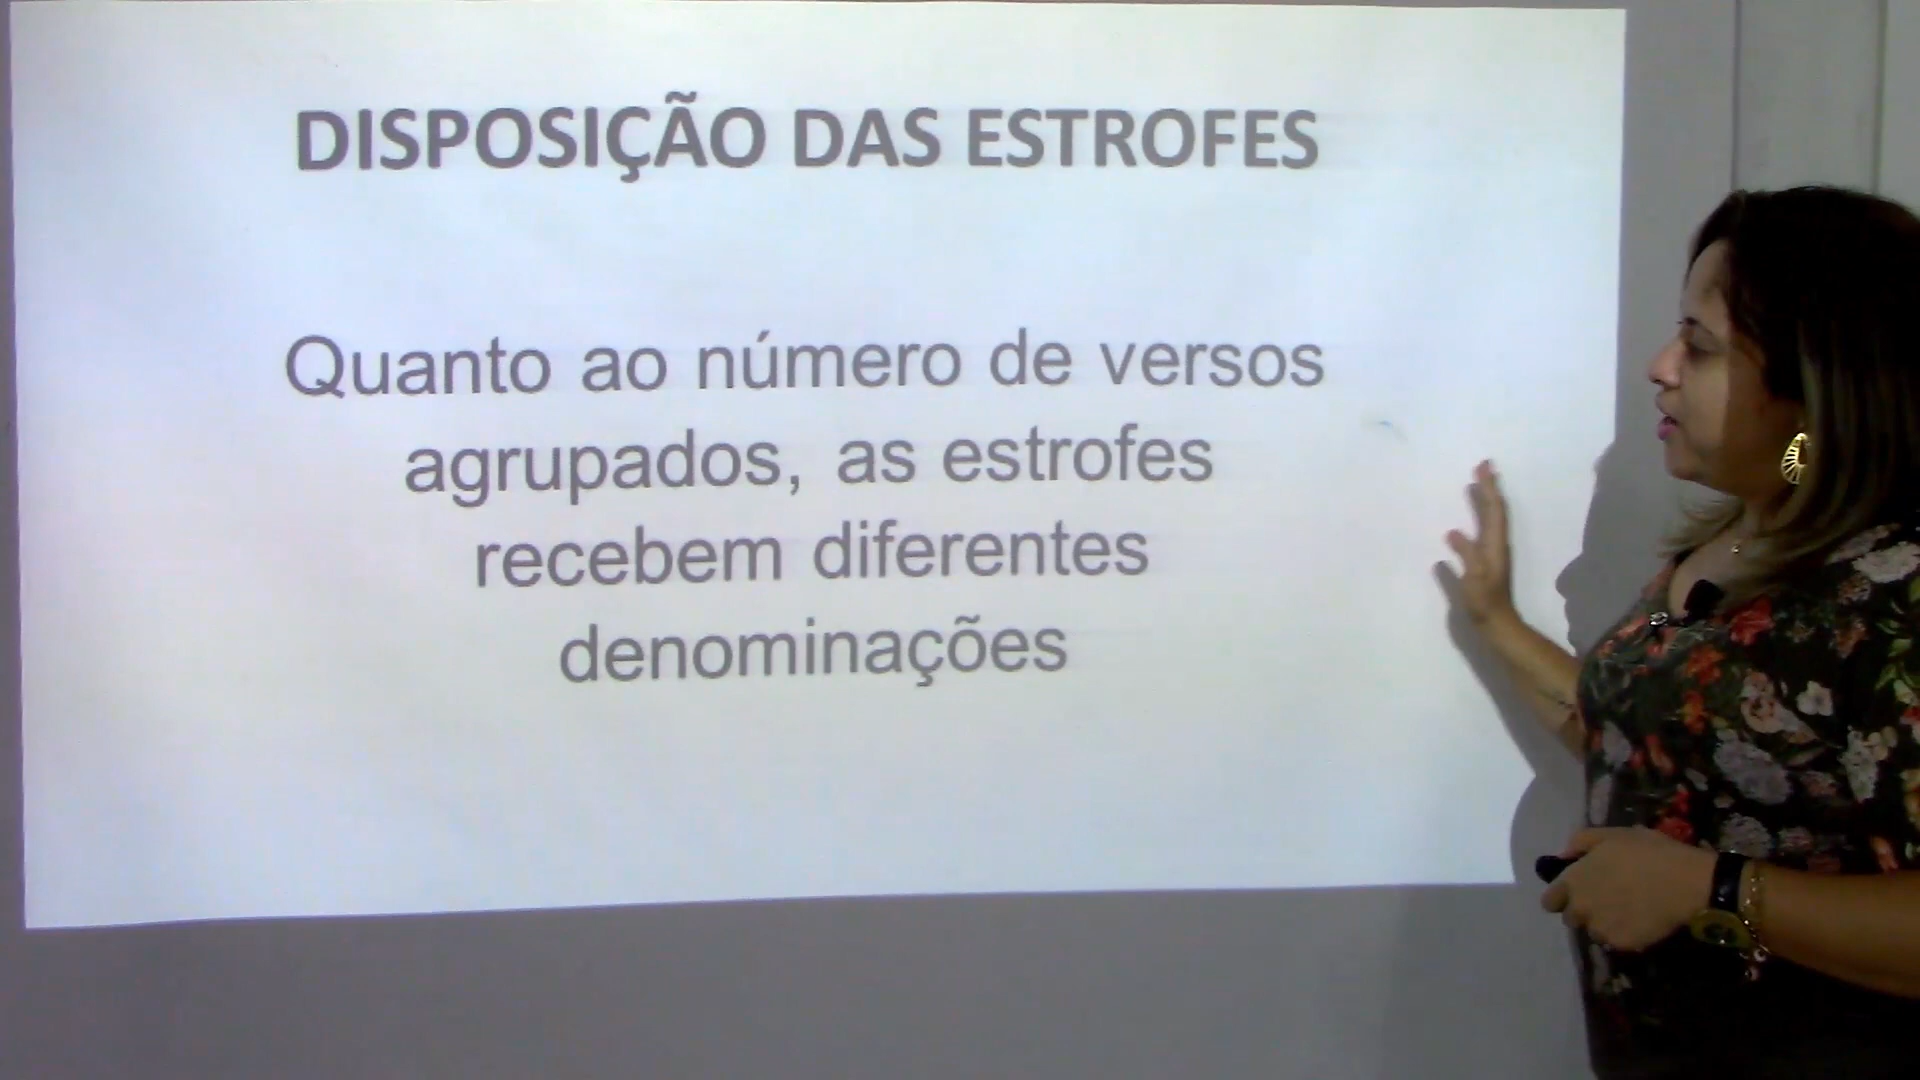 DISPOSIÇÃO DAS ESTROFES
Quanto ao número de versos
agrupados, as estrofes
recebem diferentes
denominações